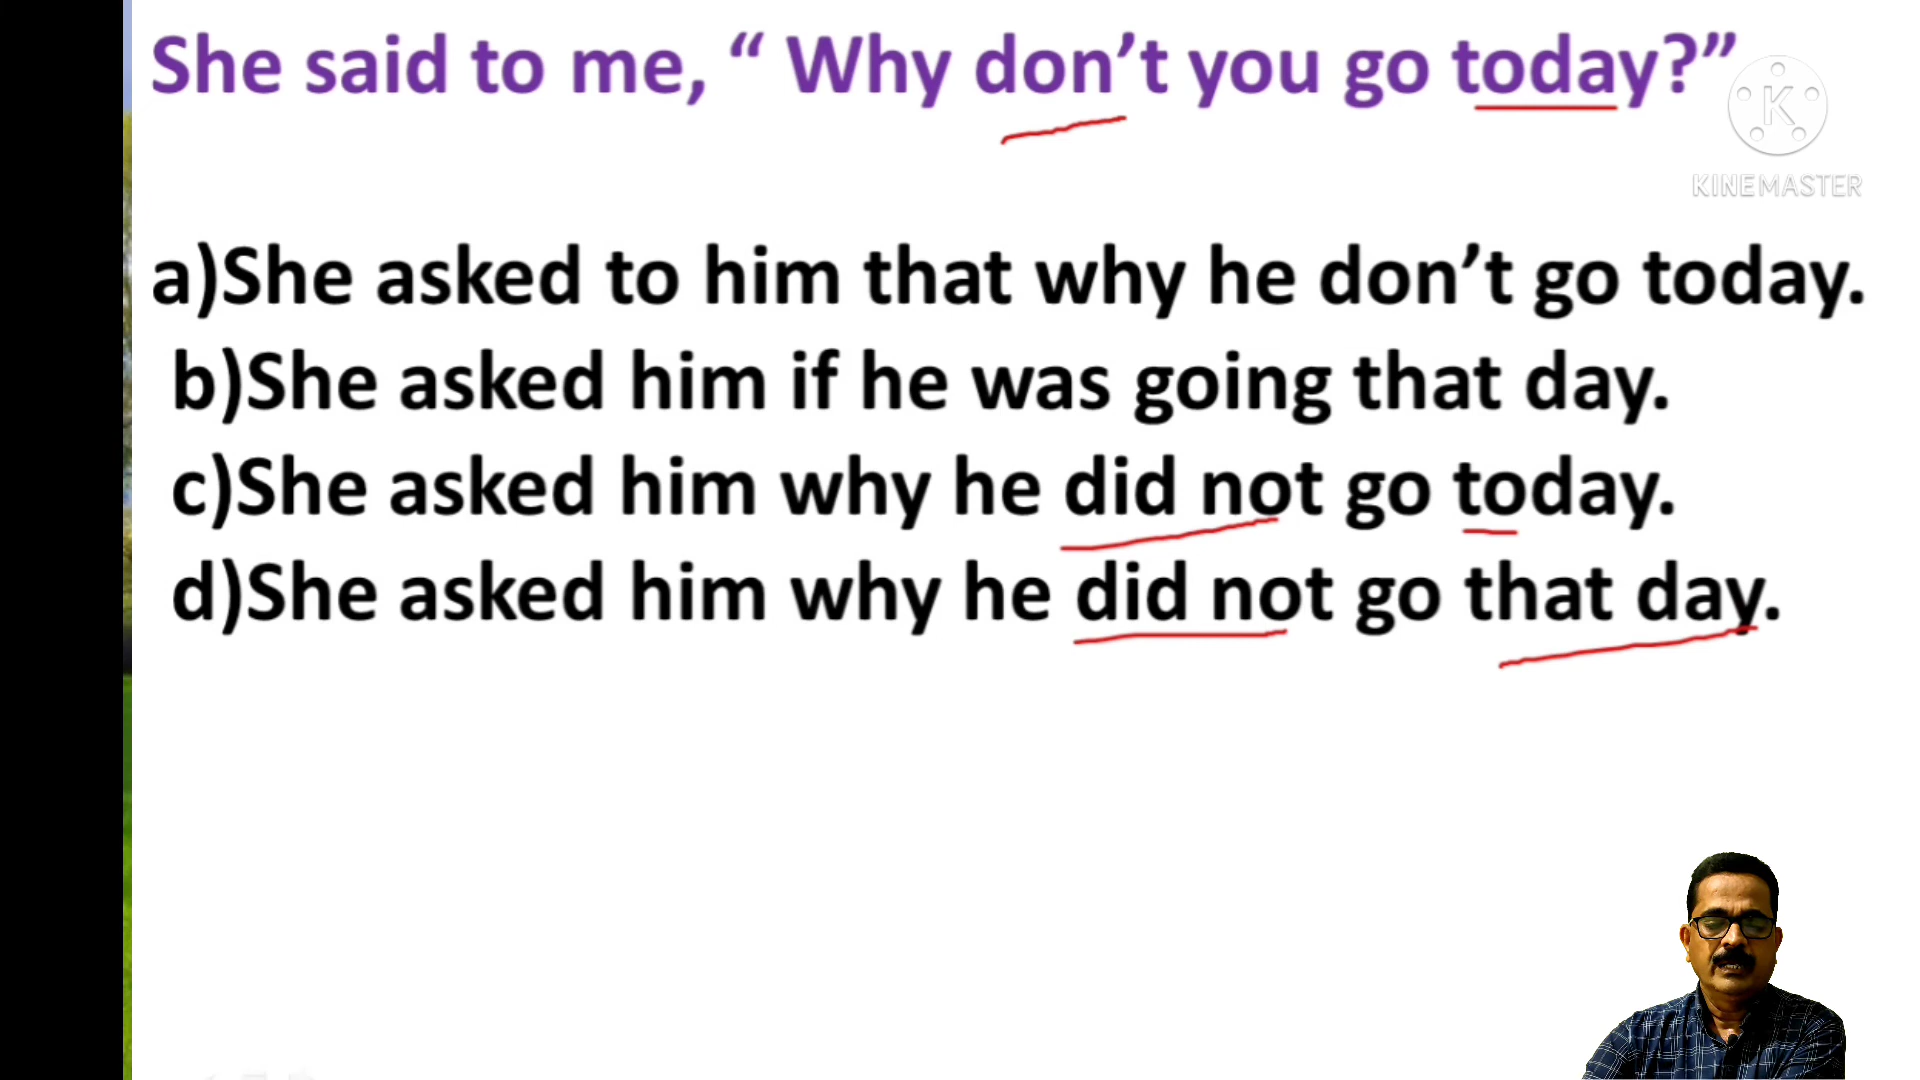 She said to me, “ Why don’t you go today?”
KINEMASTER
a)She asked to him that why he don’t go today.
b)She asked him if he was going that day.
c)She asked him why he did not go today.
d)She asked him why he did not go that day.